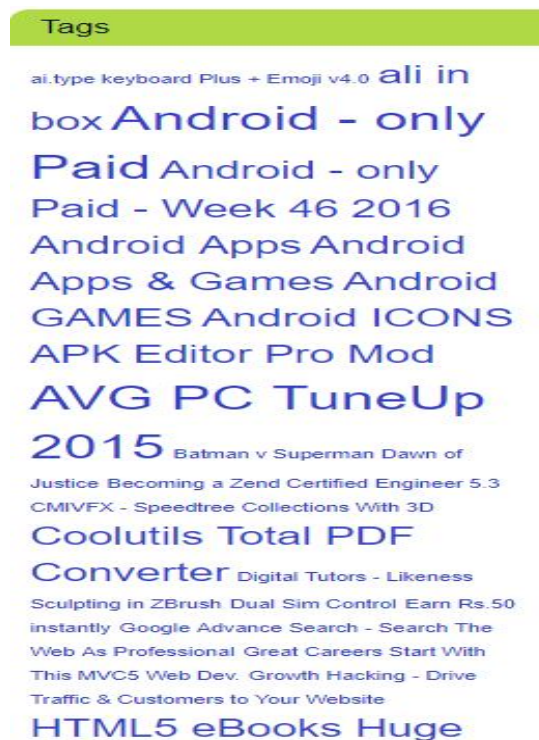 Tags
ai.type keyboard Plus + Emoji v4.0 ali in
box Android - only
Paid Android - only
Paid - Week 46 2016
Android Apps Android
Apps & Games Android
GAMES Android ICONS
APK Editor Pro Mod
AVG PC TuneUp
2015 Batman v Superman Dawn of
Justice Becoming a Zend Certified Engineer 5.3
CMIVFX - Speedtree Collections With 3D
Coolutils Total PDF
Converter Digital Tutors - Likeness
Sculpting in ZBrush Dual Sim Control Earn Rs.50
instantly Google Advance Search - Search The
Web As Professional Great Careers Start With
This MVC5 Web Dev. Growth Hacking - Drive
Traffic & Customers to Your Website
HTML5 eBooks Huge